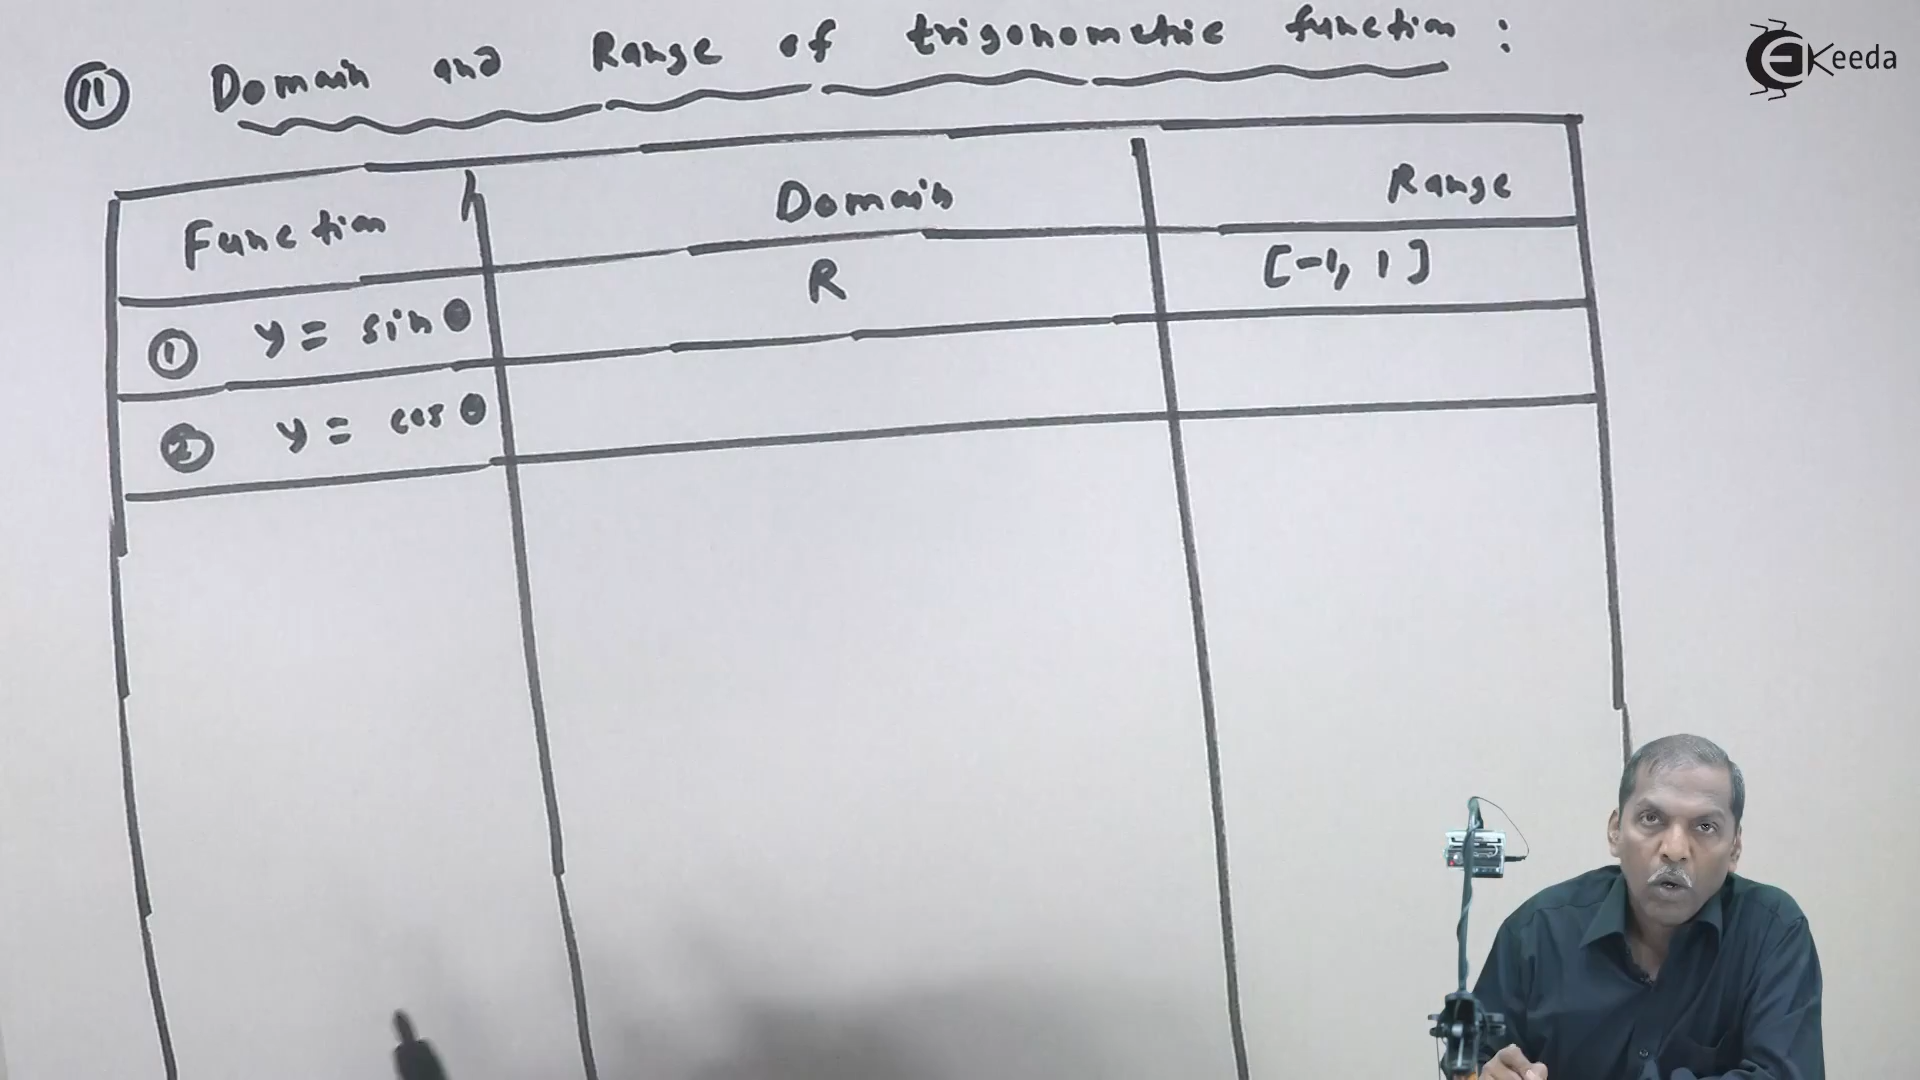 ⑪ Domain and Range of trigonometric function :
Ekeeda
Function Domain Range
① y = sin θ R [-1, 1]
② y = cos θ